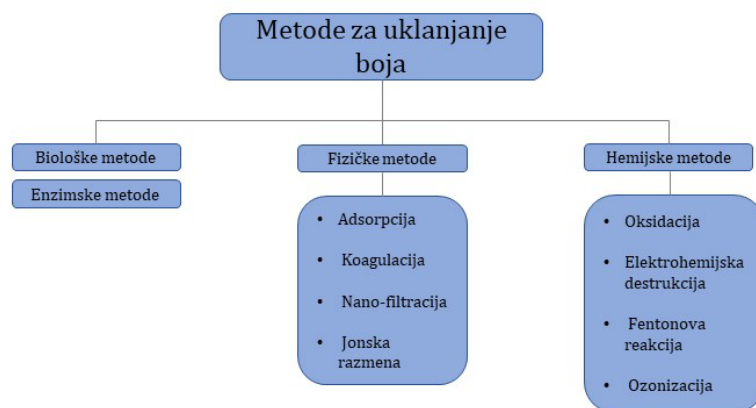 Metode za uklanjanje
boja
Biološke metode
Enzimske metode
Fizičke metode
• Adsorpcija
• Koagulacija
• Nano-filtracija
• Jonska
razmena
Hemijske metode
• Oksidacija
• Elektrohemijska
destrukcija
• Fentonova
reakcija
• Ozonizacija